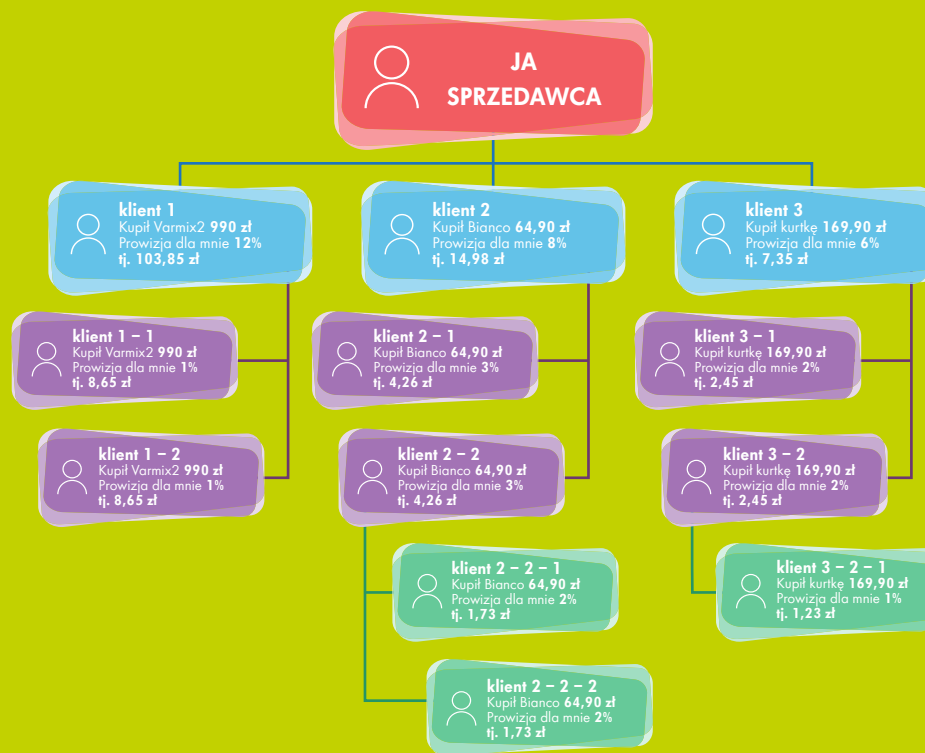 JA
SPRZEDAWCA
klient 1
Kupił Varmix2 990 zł
Prowizja dla mnie 12%
tj. 103,85 zł
klient 2
Kupił Bianco 64,90 zł
Prowizja dla mnie 8%
tj. 14,98 zł
klient 3
Kupił kurtkę 169,90 zł
Prowizja dla mnie 6%
tj. 7,35 zł
klient 1 – 1
Kupił Varmix2 990 zł
Prowizja dla mnie 1%
tj. 8,65 zł
klient 2 – 1
Kupił Bianco 64,90 zł
Prowizja dla mnie 3%
tj. 4,26 zł
klient 3 – 1
Kupił kurtkę 169,90 zł
Prowizja dla mnie 2%
tj. 2,45 zł
klient 1 – 2
Kupił Varmix2 990 zł
Prowizja dla mnie 1%
tj. 8,65 zł
klient 2 – 2
Kupił Bianco 64,90 zł
Prowizja dla mnie 3%
tj. 4,26 zł
klient 3 – 2
Kupił kurtkę 169,90 zł
Prowizja dla mnie 2%
tj. 2,45 zł
klient 2 – 2 – 1
Kupił Bianco 64,90 zł
Prowizja dla mnie 2%
tj. 1,73 zł
klient 3 – 2 – 1
Kupił kurtkę 169,90 zł
Prowizja dla mnie 1%
tj. 1,23 zł
klient 2 – 2 – 2
Kupił Bianco 64,90 zł
Prowizja dla mnie 2%
tj. 1,73 zł